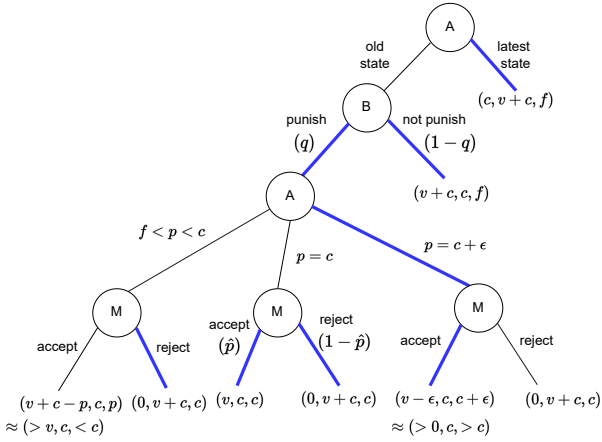 A
old
state
latest
state
(c, v + c, f)
B
punish
(q)
not punish
(1 − q)
(v + c, c, f)
A
f < p < c
p = c
p = c + ϵ
M
M
M
accept
reject
accept
(p̂)
reject
(1 − p̂)
accept
reject
(v + c − p, c, p)
(0, v + c, c)
(v, c, c)
(0, v + c, c)
(v − ϵ, c, c + ϵ)
(0, v + c, c)
≈ (> v, c, < c)
≈ (> 0, c, > c)